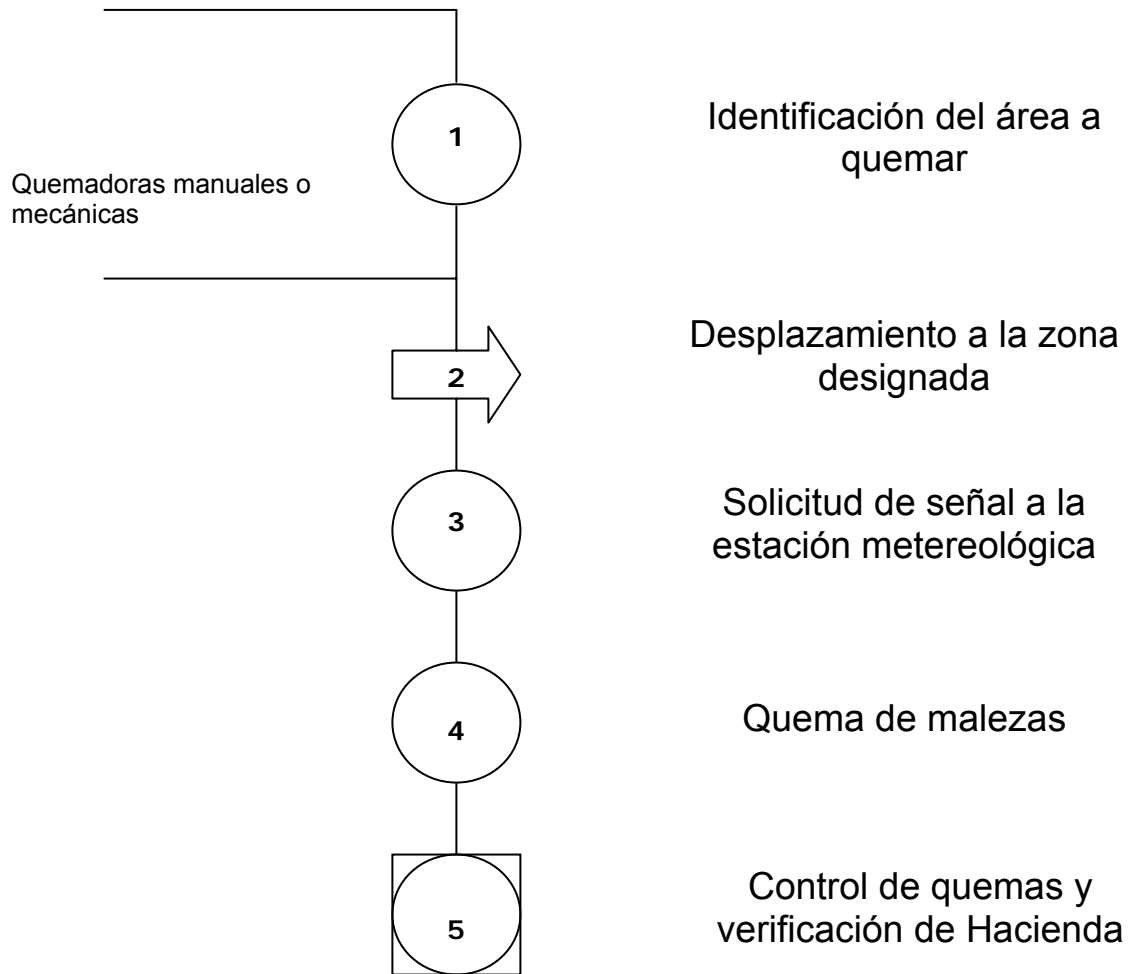 1
Identificación del área a
quemar
Quemadoras manuales o
mecánicas
2
Desplazamiento a la zona
designada
3
Solicitud de señal a la
estación metereológica
4
Quema de malezas
5
Control de quemas y
verificación de Hacienda